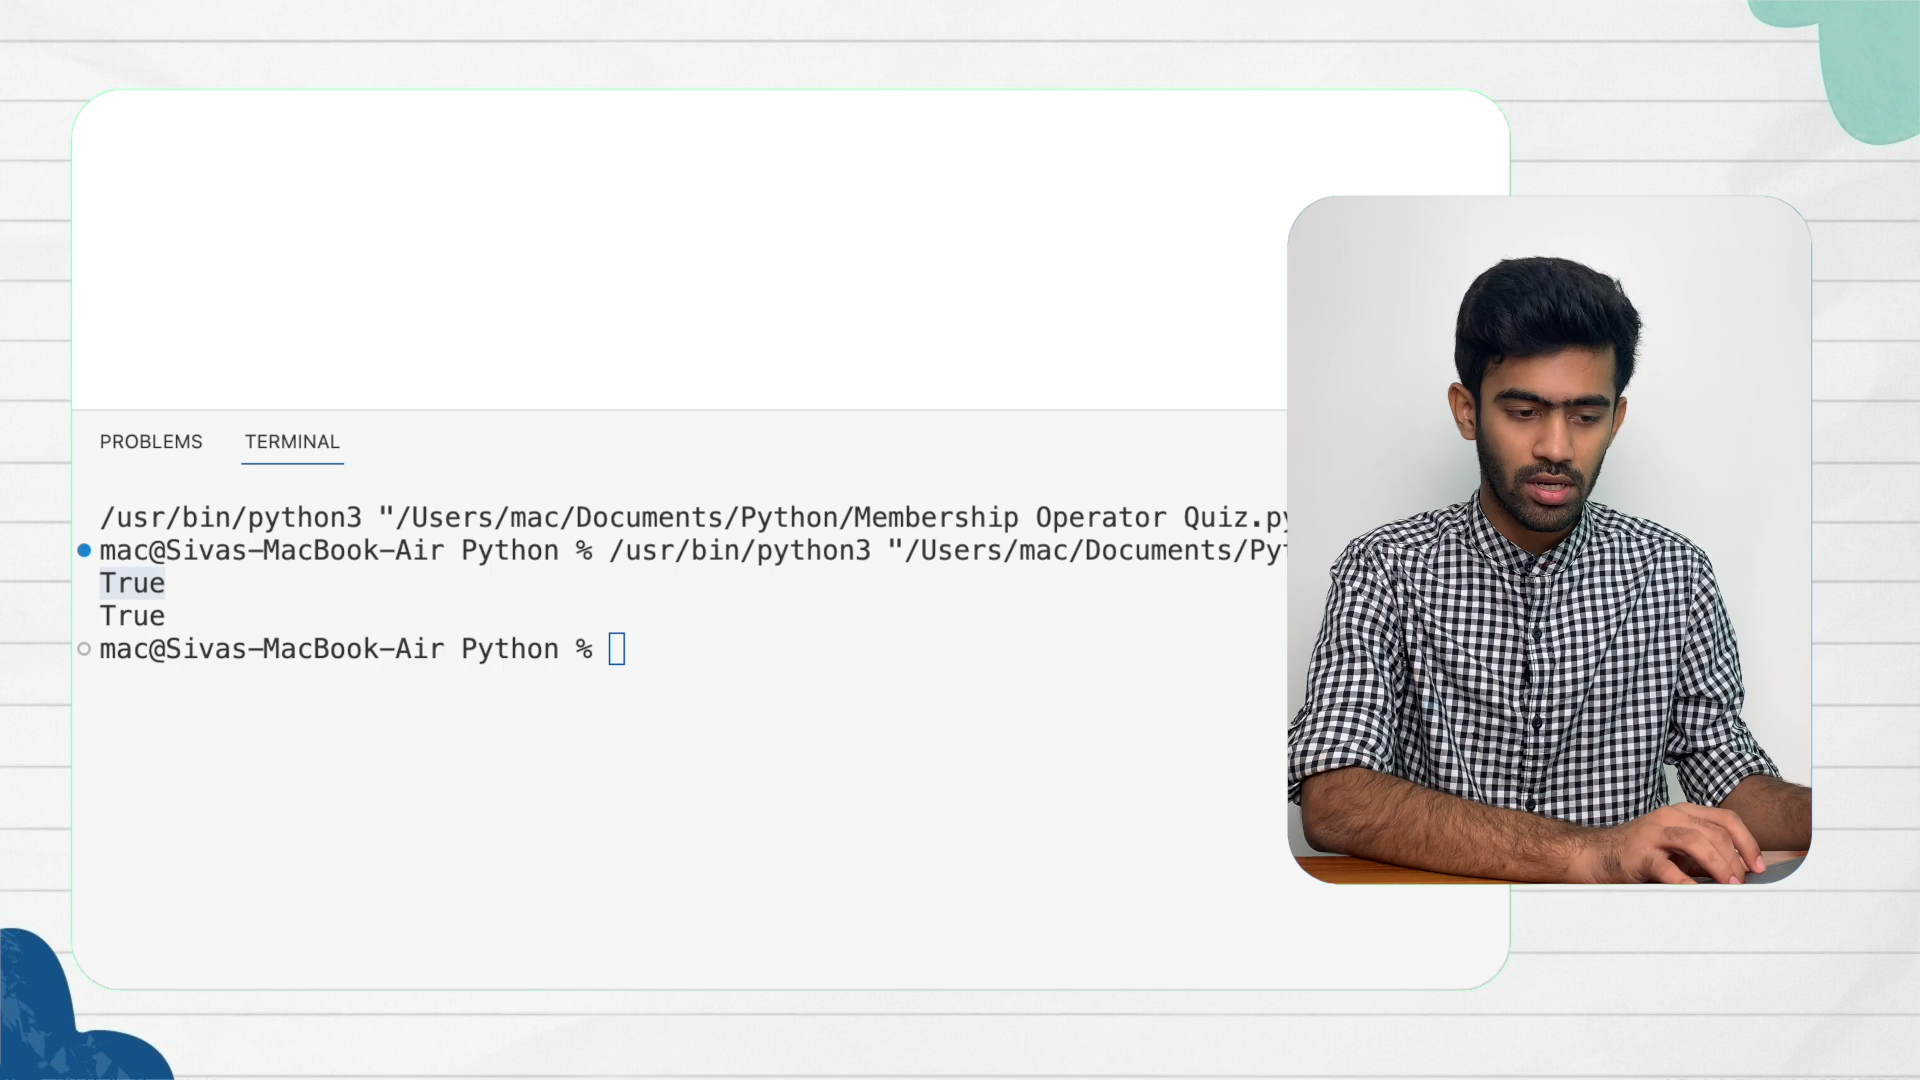 PROBLEMS TERMINAL
/usr/bin/python3 "/Users/mac/Documents/Python/Membership Operator Quiz.py
mac@Sivas-MacBook-Air Python % /usr/bin/python3 "/Users/mac/Documents/Pyt
True
True
mac@Sivas-MacBook-Air Python %